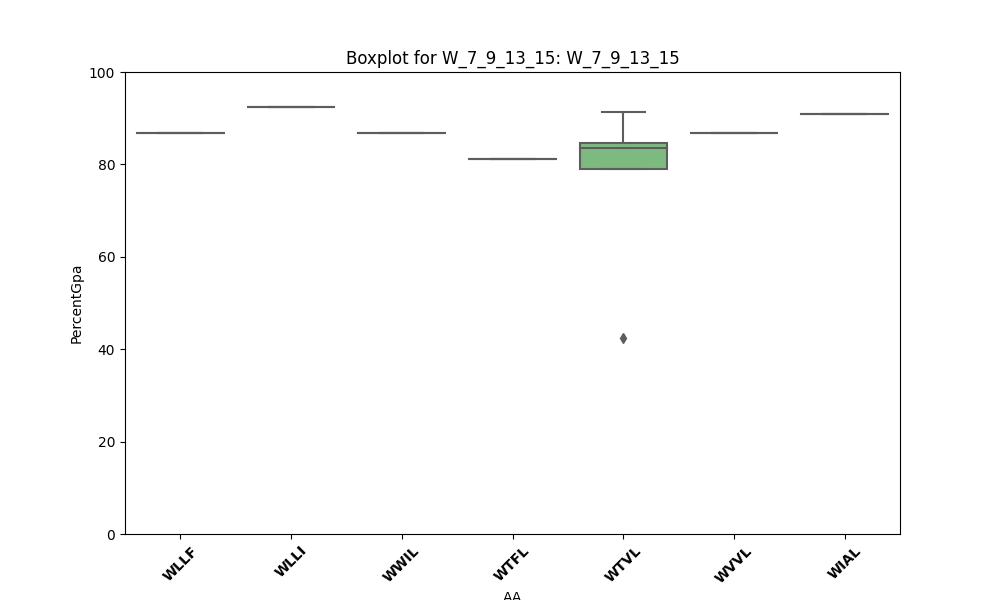 Boxplot for W_7_9_13_15: W_7_9_13_15
100
80
60
40
20
0
PercentGpa
WLLF
WLLI
WWIL
WTFL
WTVL
WVVL
WIAL
AA